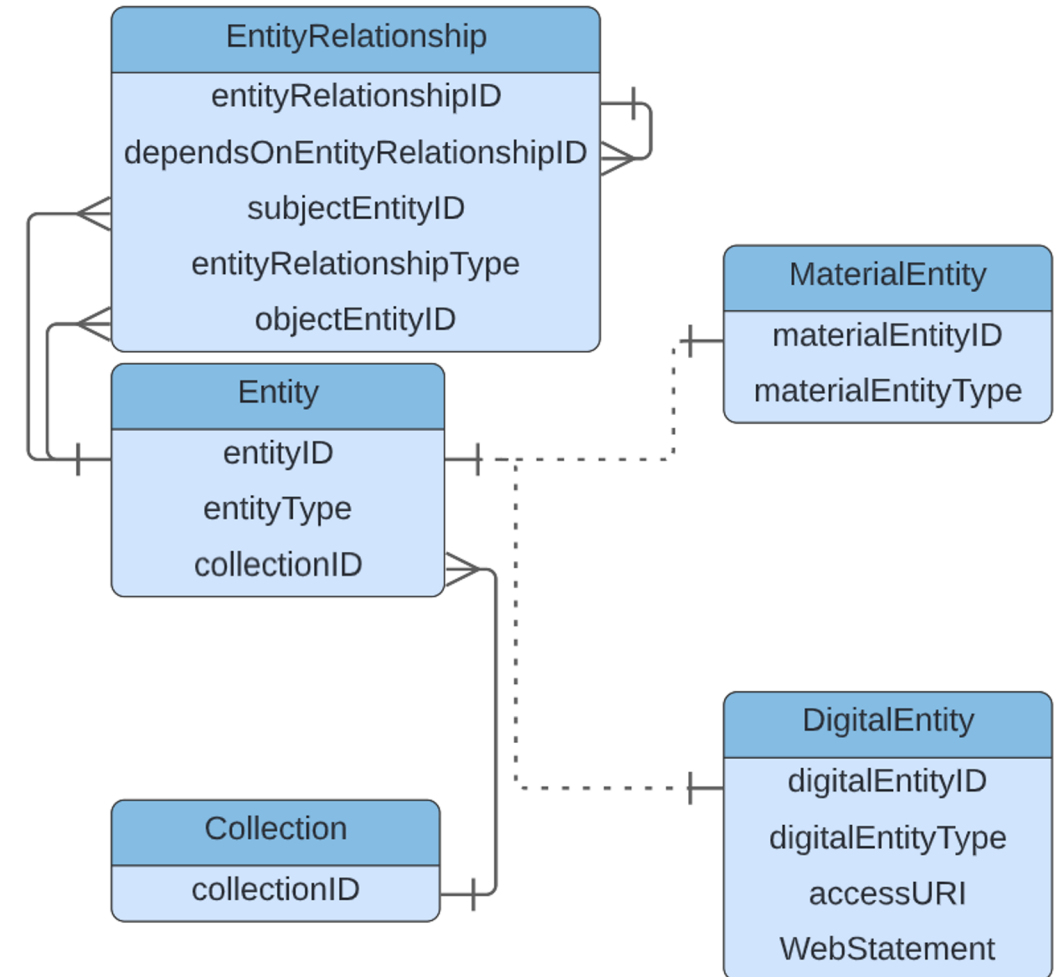 EntityRelationship
entityRelationshipID
dependsOnEntityRelationshipID
subjectEntityID
entityRelationshipType
objectEntityID
Entity
entityID
entityType
collectionID
Collection
collectionID
MaterialEntity
materialEntityID
materialEntityType
DigitalEntity
digitalEntityID
digitalEntityType
accessURI
WebStatement